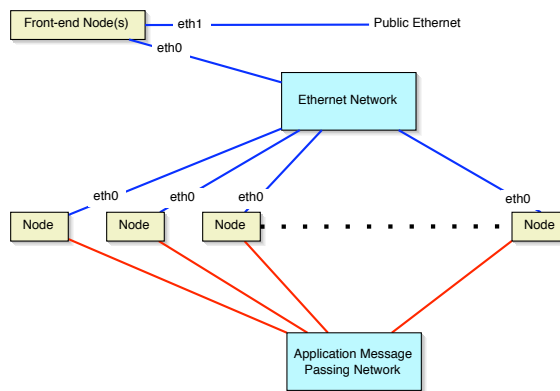 Front-end Node(s)
eth1
Public Ethernet
eth0
Ethernet Network
eth0
eth0
eth0
eth0
Node
Node
Node
Node
Application Message
Passing Network